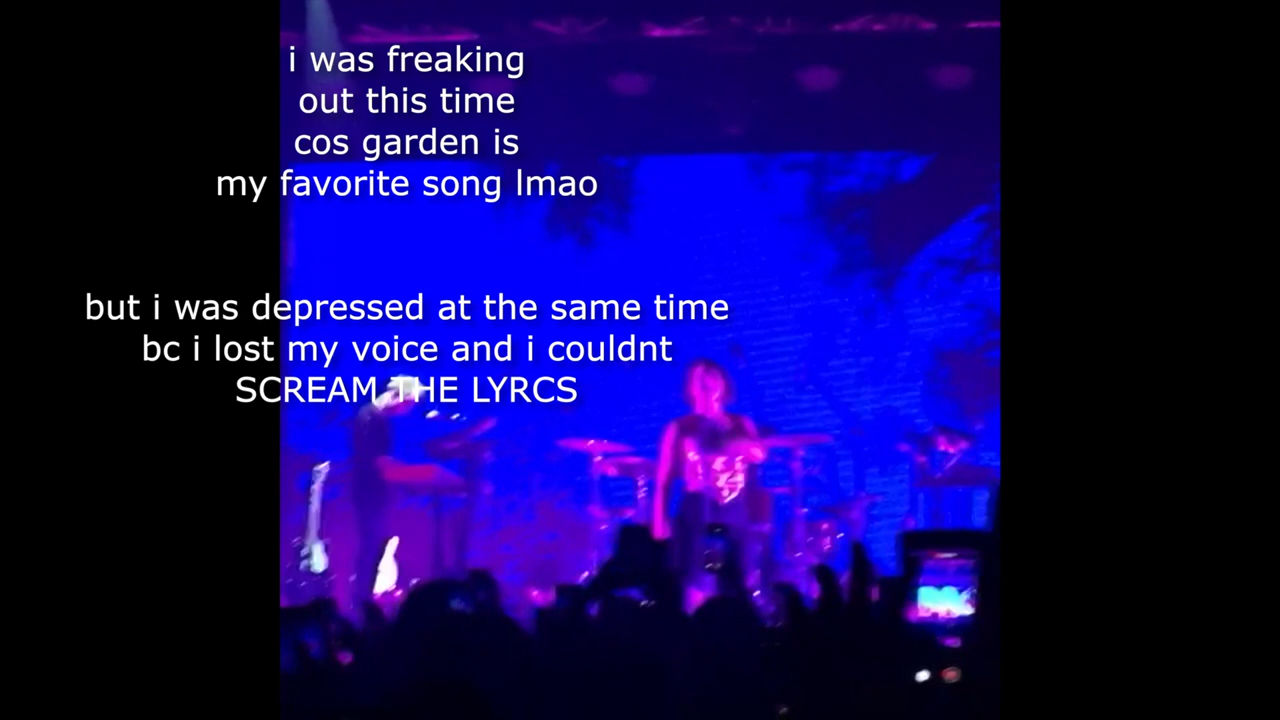 i was freaking
out this time
cos garden is
my favorite song lmao
but i was depressed at the same time
bc i lost my voice and i couldnt
SCREAM THE LYRCS